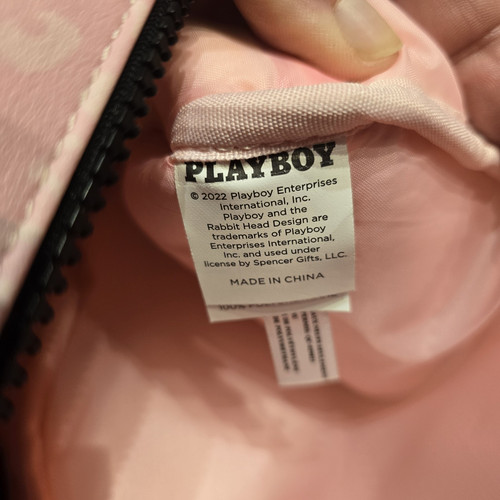 PLAYBOY
© 2022 Playboy Enterprises
International, Inc.
Playboy and the
Rabbit Head Design are
trademarks of Playboy
Enterprises International,
Inc. and used under
license by Spencer Gifts, LLC.
MADE IN CHINA
100%